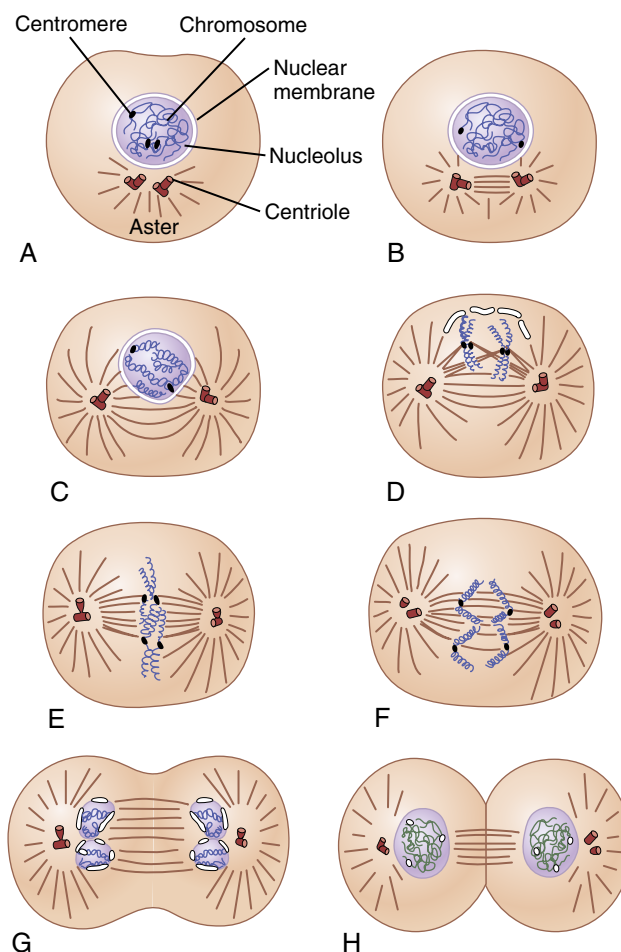 Centromere
Chromosome
Nuclear
membrane
Nucleolus
Centriole
Aster
A
B
C
D
E
F
G
H